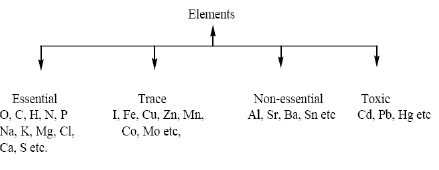 Elements
Essential
O, C, H, N, P
Na, K, Mg, Cl,
Ca, S etc.
Trace
I, Fe, Cu, Zn, Mn,
Co, Mo etc,
Non-essential
Al, Sr, Ba, Sn etc
Toxic
Cd, Pb, Hg etc